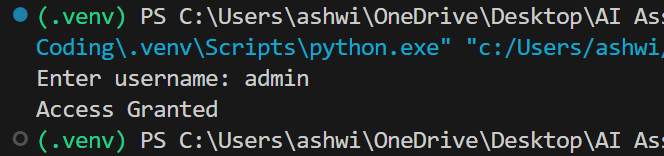 (.venv) PS C:\Users\ashwi\OneDrive\Desktop\AI Ass
Coding\.venv\Scripts\python.exe" "c:/Users/ashwi/
Enter username: admin
Access Granted
(.venv) PS C:\Users\ashwi\OneDrive\Desktop\AI Ass